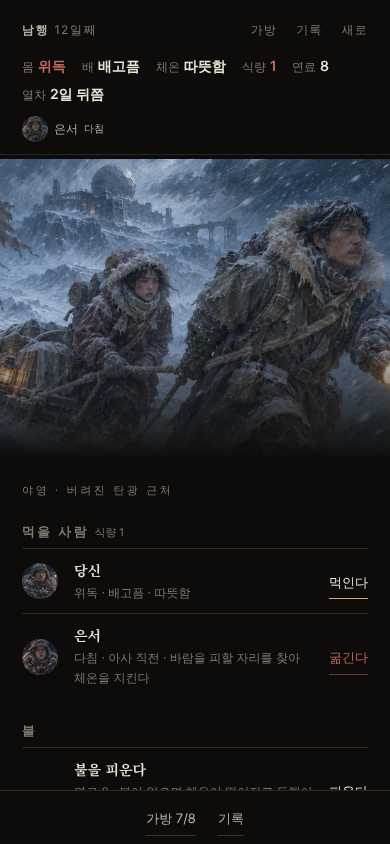 남행 12일째 가방 기록 새로
몸 위독 배 배고픔 체온 따뜻함 식량 1 연료 8
열차 2일 뒤쯤
은서 다침
야영 · 버려진 탄광 근처
먹을 사람 식량 1
당신
위독 · 배고픔 · 따뜻함
먹인다
은서
다침 · 아사 직전 · 바람을 피할 자리를 찾아
체온을 지킨다
굶긴다
불
불을 피운다
가방 7/8 기록